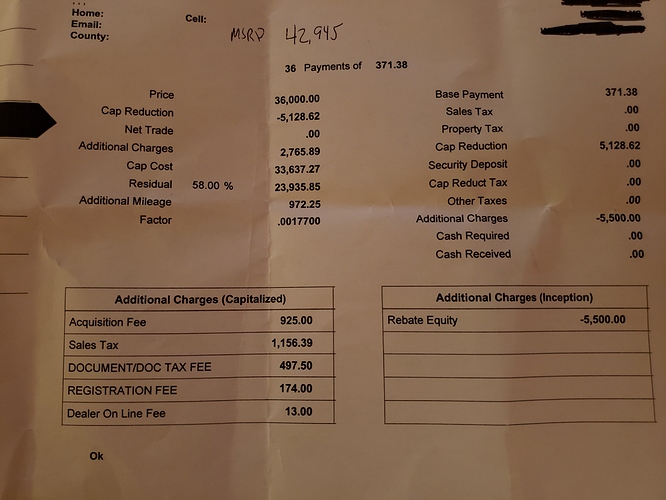 Home:
Cell:
Email:
County:
MSRP 42,945
36 Payments of 371.38
Price 36,000.00
Cap Reduction -5,128.62
Net Trade .00
Additional Charges 2,765.89
Cap Cost 33,637.27
Residual 58.00 % 23,935.85
Additional Mileage 972.25
Factor .0017700
Base Payment 371.38
Sales Tax .00
Property Tax .00
Cap Reduction 5,128.62
Security Deposit .00
Cap Reduct Tax .00
Other Taxes .00
Additional Charges -5,500.00
Cash Required .00
Cash Received .00
Additional Charges (Capitalized)
Acquisition Fee 925.00
Sales Tax 1,156.39
DOCUMENT/DOC TAX FEE 497.50
REGISTRATION FEE 174.00
Dealer On Line Fee 13.00
Additional Charges (Inception)
Rebate Equity -5,500.00
Ok